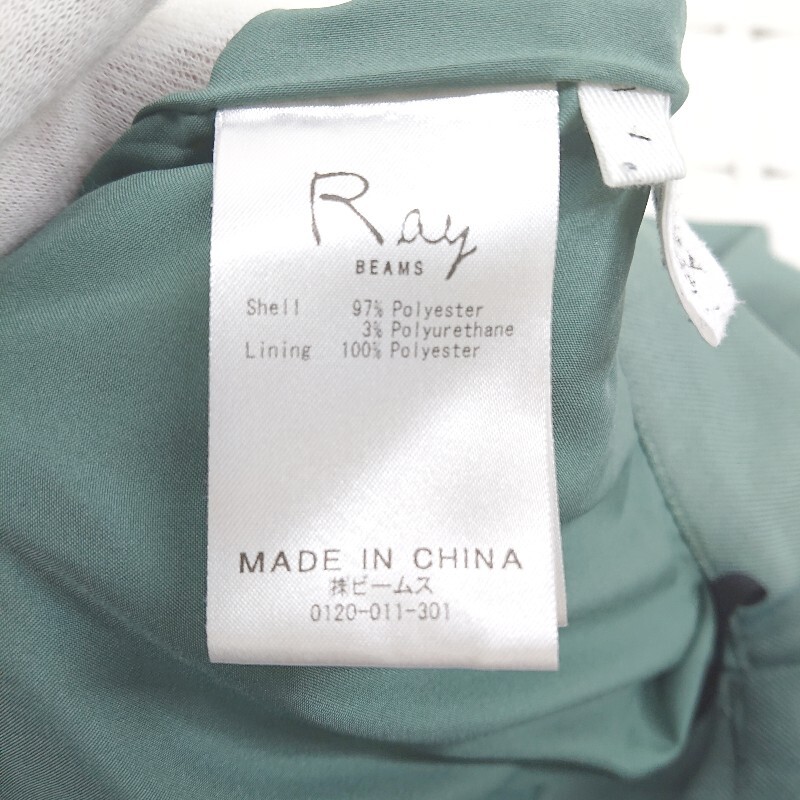 Ray
BEAMS
Shell 97% Polyester
3% Polyurethane
Lining 100% Polyester
MADE IN CHINA
㈱ビームス
0120-011-301